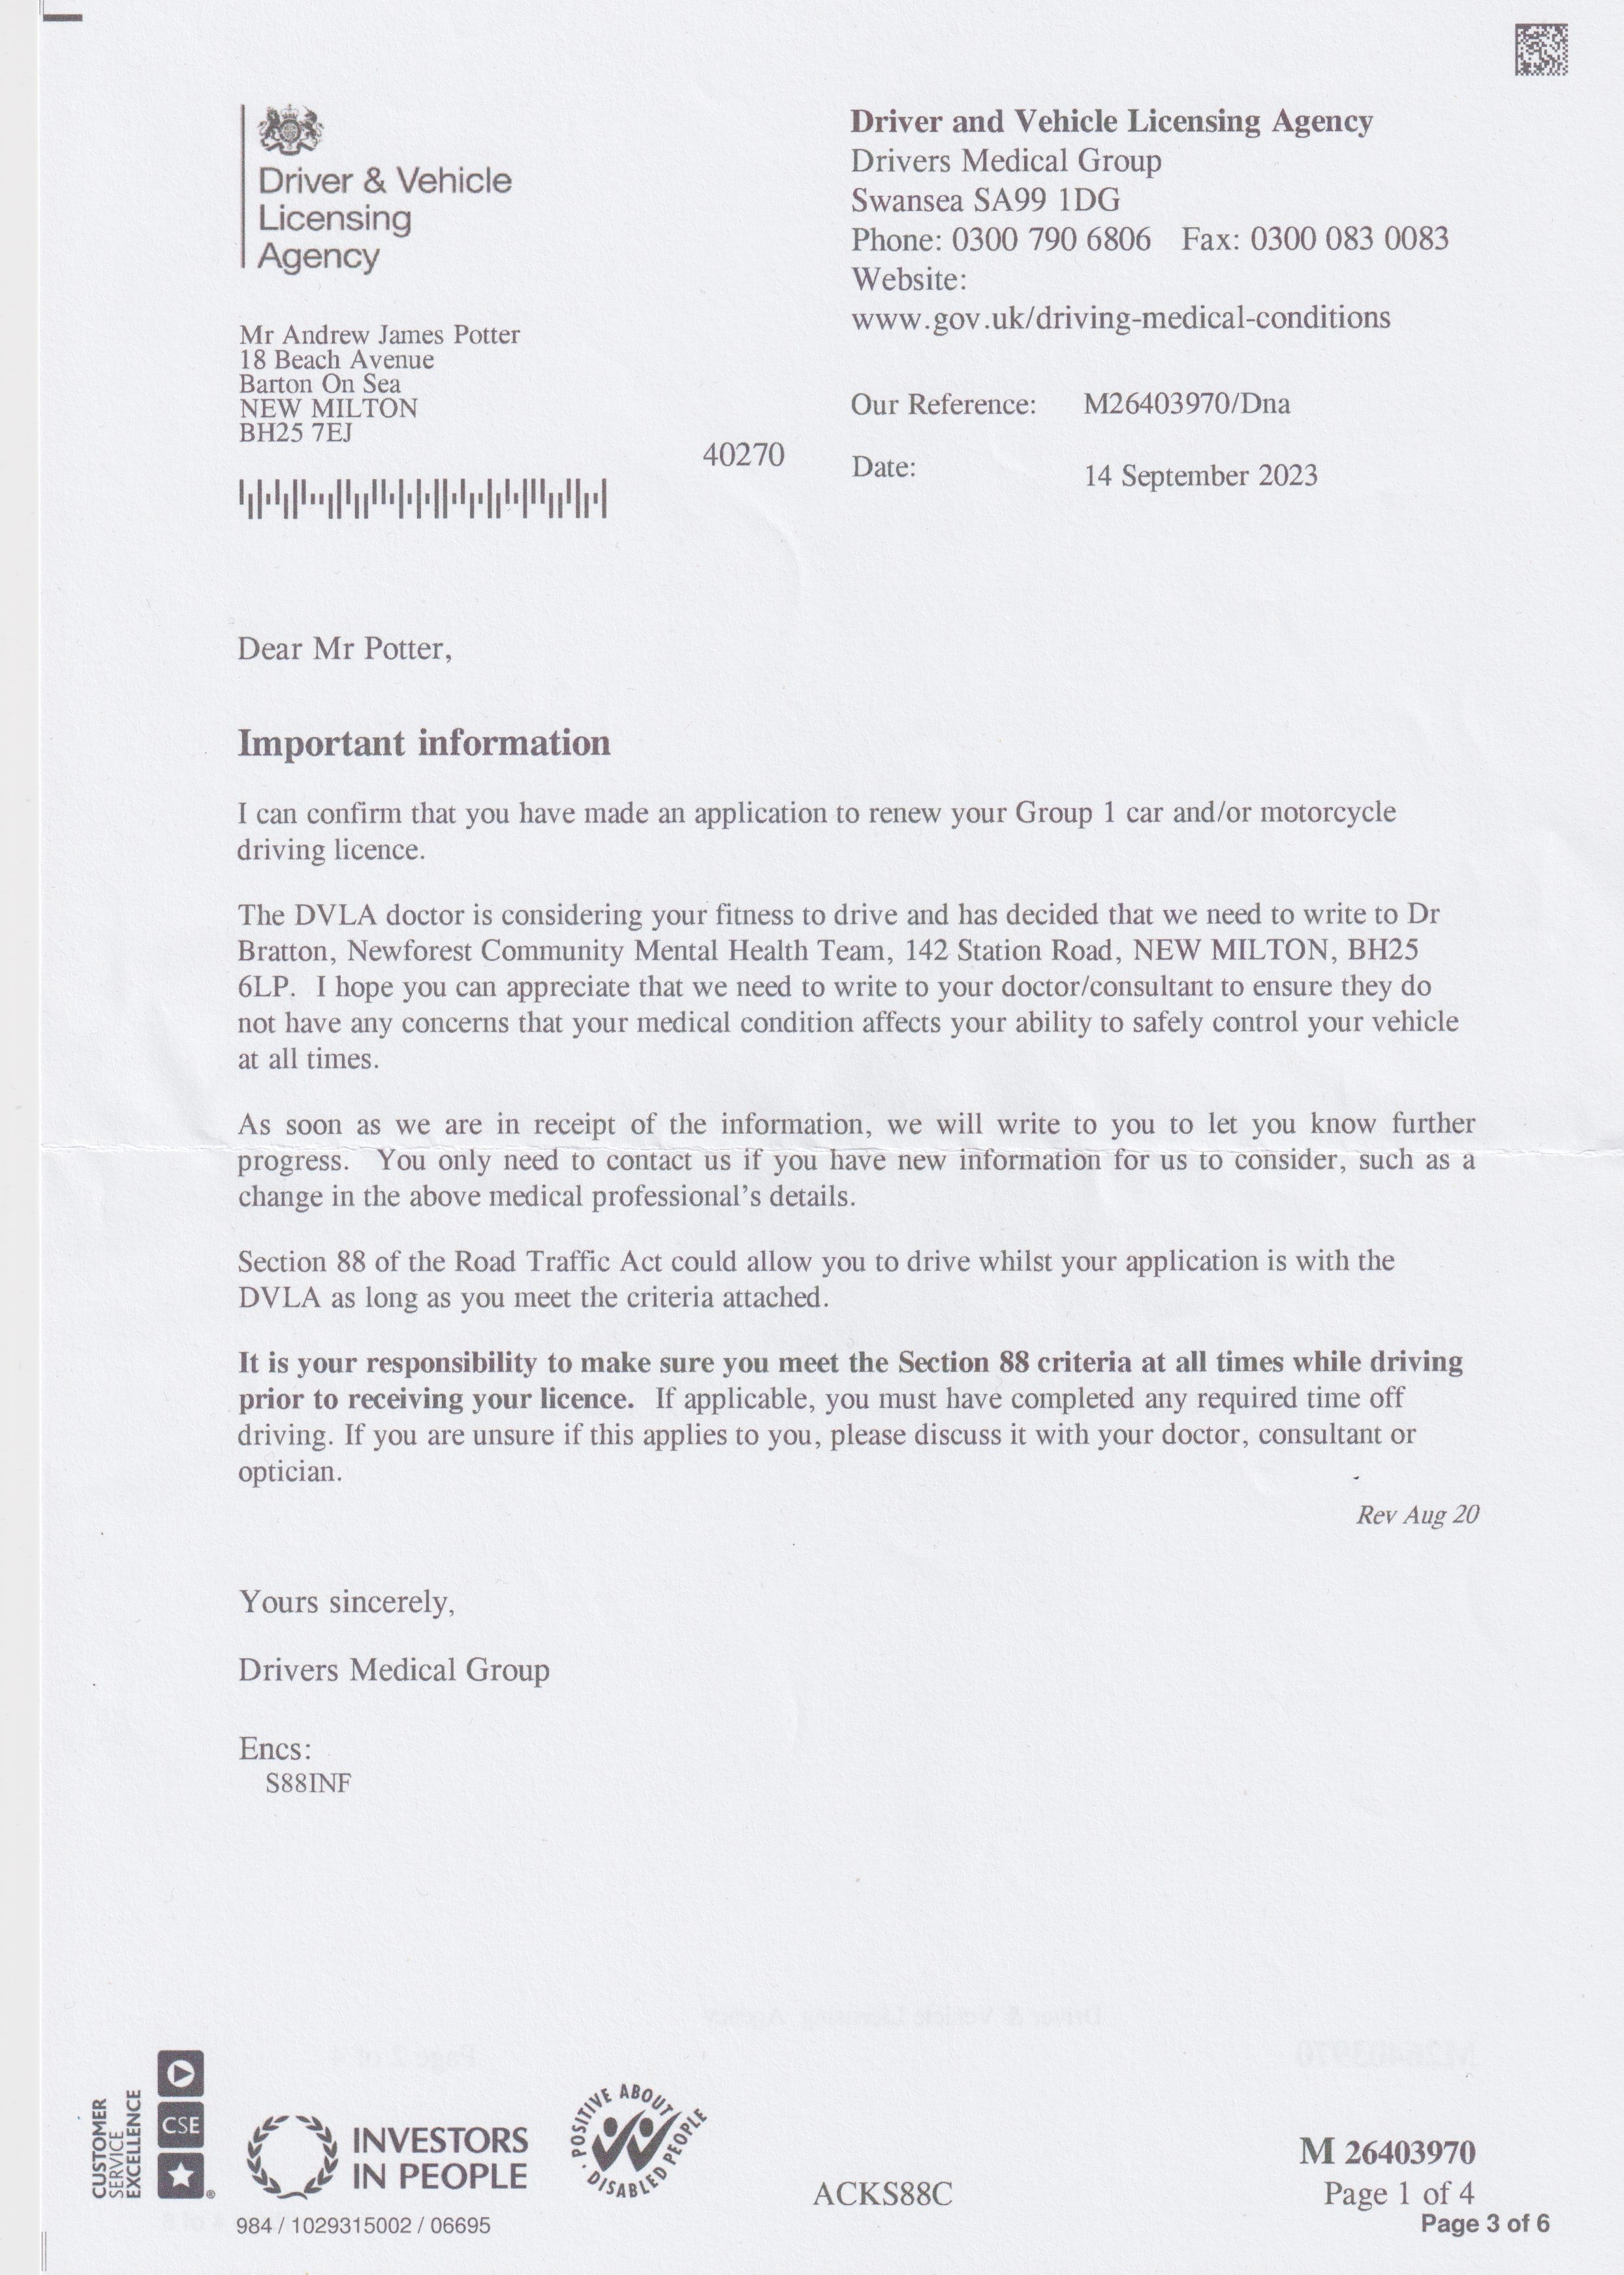 Driver & Vehicle
Licensing
Agency
Driver and Vehicle Licensing Agency
Drivers Medical Group
Swansea SA99 1DG
Phone: 0300 790 6806 Fax: 0300 083 0083
Website:
www.gov.uk/driving-medical-conditions
Mr Andrew James Potter
18 Beach Avenue
Barton On Sea
NEW MILTON
BH25 7EJ
40270
Our Reference: M26403970/Dna
Date: 14 September 2023
Dear Mr Potter,
Important information
I can confirm that you have made an application to renew your Group 1 car and/or motorcycle
driving licence.
The DVLA doctor is considering your fitness to drive and has decided that we need to write to Dr
Bratton, Newforest Community Mental Health Team, 142 Station Road, NEW MILTON, BH25
6LP. I hope you can appreciate that we need to write to your doctor/consultant to ensure they do
not have any concerns that your medical condition affects your ability to safely control your vehicle
at all times.
As soon as we are in receipt of the information, we will write to you to let you know further
progress. You only need to contact us if you have new information for us to consider, such as a
change in the above medical professional's details.
Section 88 of the Road Traffic Act could allow you to drive whilst your application is with the
DVLA as long as you meet the criteria attached.
It is your responsibility to make sure you meet the Section 88 criteria at all times while driving
prior to receiving your licence. If applicable, you must have completed any required time off
driving. If you are unsure if this applies to you, please discuss it with your doctor, consultant or
optician.
Rev Aug 20
Yours sincerely,
Drivers Medical Group
Encs:
S88INF
CUSTOMER
SERVICE
EXCELLENCE
CSE
®
INVESTORS
IN PEOPLE
POSITIVE ABOUT
DISABLED PEOPLE
ACKS88C
M 26403970
Page 1 of 4
Page 3 of 6
984 / 1029315002 / 06695